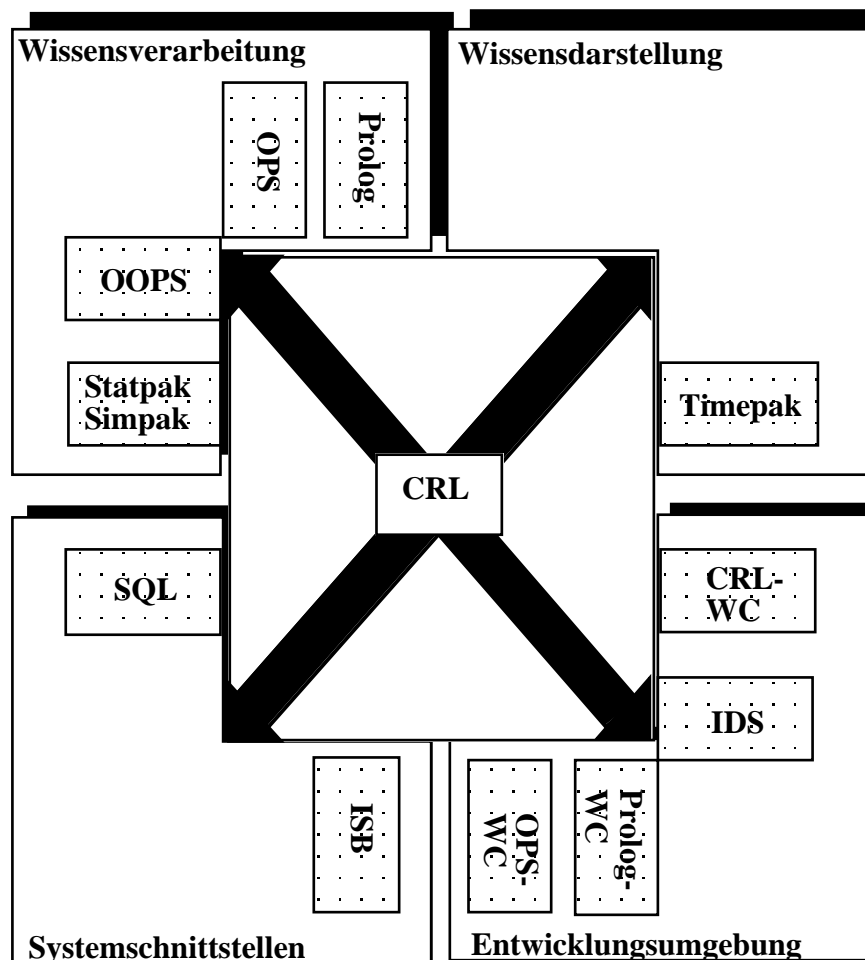 Wissensverarbeitung
OPS
Prolog
OOPS
Statpak
Simpak
Wissensdarstellung
Timepak
CRL
SQL
ISB
Systemschnittstellen
CRL-
WC
IDS
OPS-
WC
Prolog-
WC
Entwicklungsumgebung